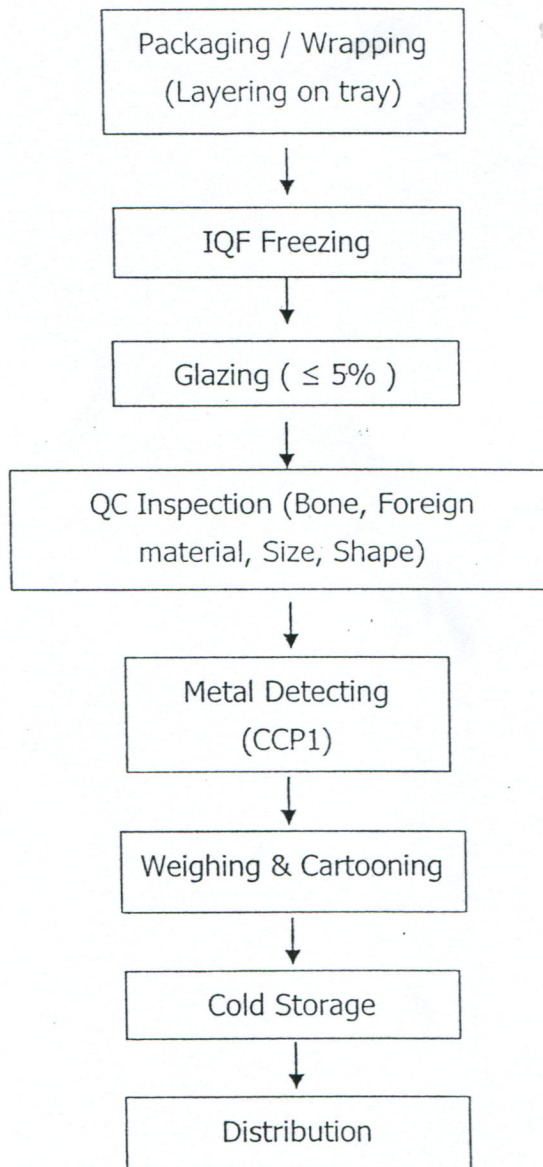 Packaging / Wrapping
(Layering on tray)
IQF Freezing
Glazing ( ≤ 5% )
QC Inspection (Bone, Foreign
material, Size, Shape)
Metal Detecting
(CCP1)
Weighing & Cartooning
Cold Storage
Distribution